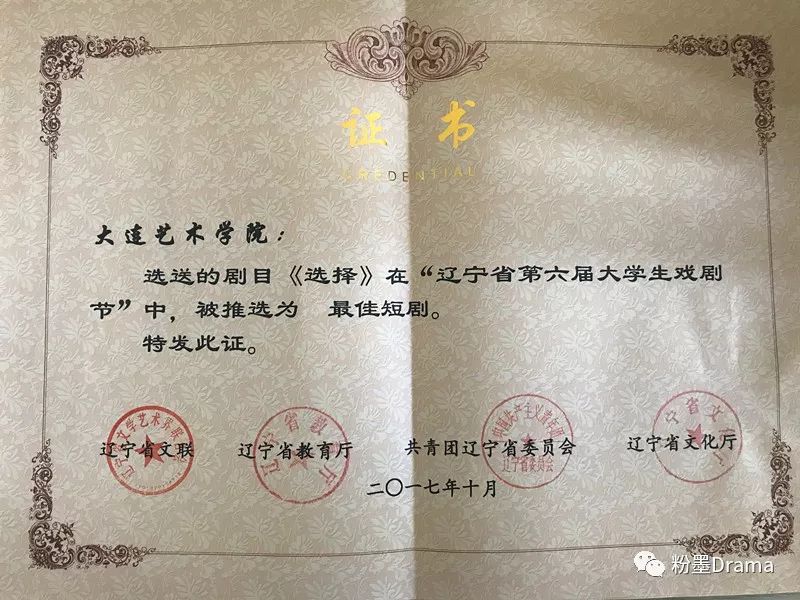 证书
CREDENTIAL
大连艺术学院：
选送的剧目《选择》在“辽宁省第六届大学生戏剧
节”中，被推选为 最佳短剧。
特发此证。
辽宁省文联 辽宁省教育厅 共青团辽宁省委员会 辽宁省文化厅
二〇一七年十月
粉墨Drama